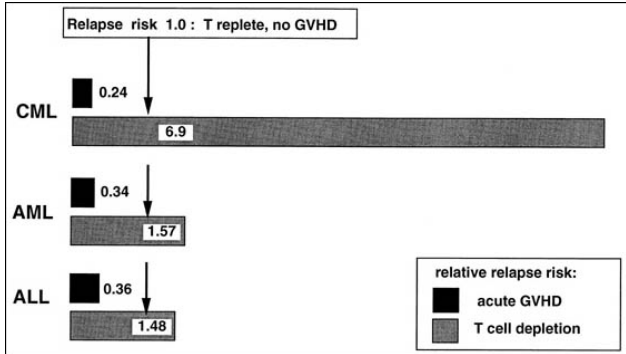 Relapse risk 1.0 : T replete, no GVHD
0.24
CML
6.9
0.34
AML
1.57
0.36
ALL
1.48
relative relapse risk:
acute GVHD
T cell depletion